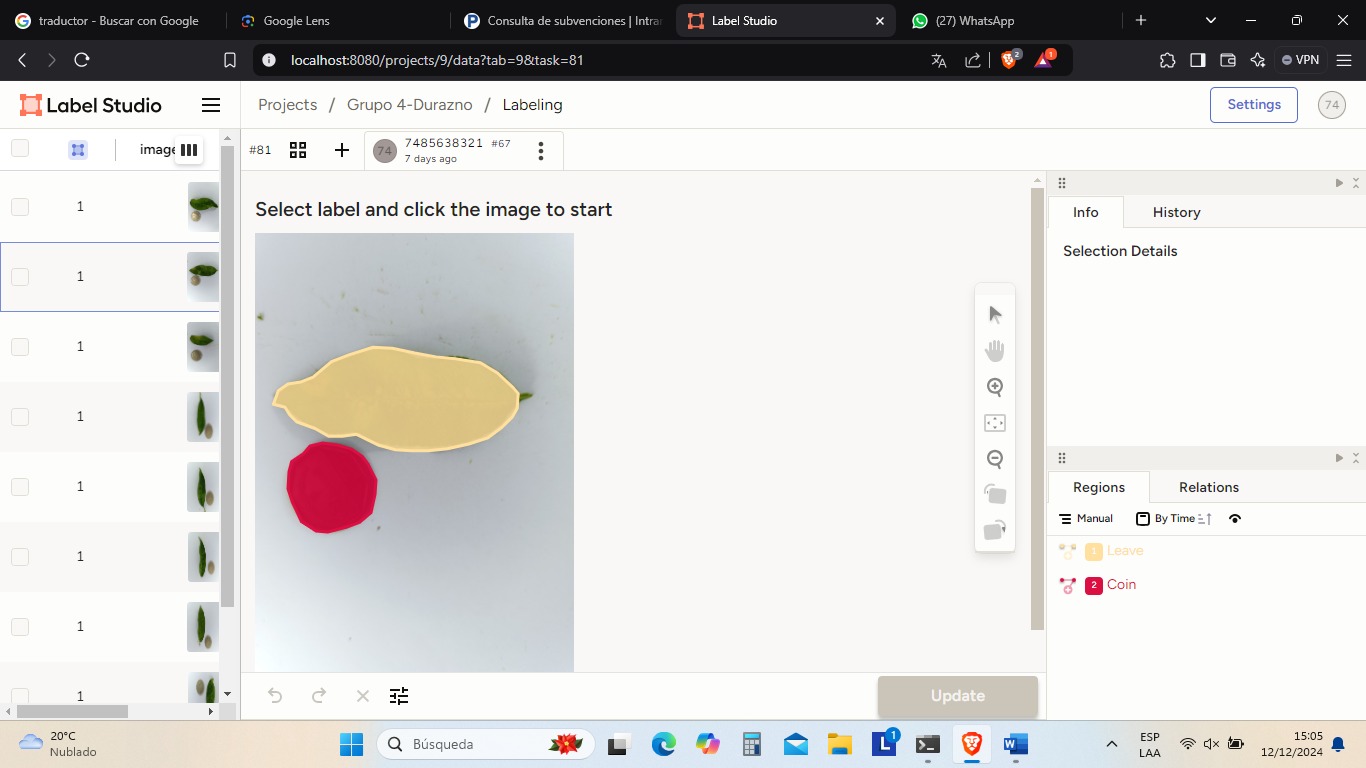 traductor - Buscar con Google
Google Lens
Consulta de subvenciones | Intra
Label Studio
(27) WhatsApp
localhost:8080/projects/9/data?tab=9&task=81
2
1
VPN
Label Studio
Projects / Grupo 4-Durazno / Labeling
Settings
74
image
#81
74
7485638321 #67
7 days ago
1
1
1
1
1
1
1
1
Select label and click the image to start
Info
History
Selection Details
Regions
Relations
Manual
By Time
1 Leave
2 Coin
Update
20°C
Nublado
Búsqueda
L
1
W
ESP
LAA
15:05
12/12/2024